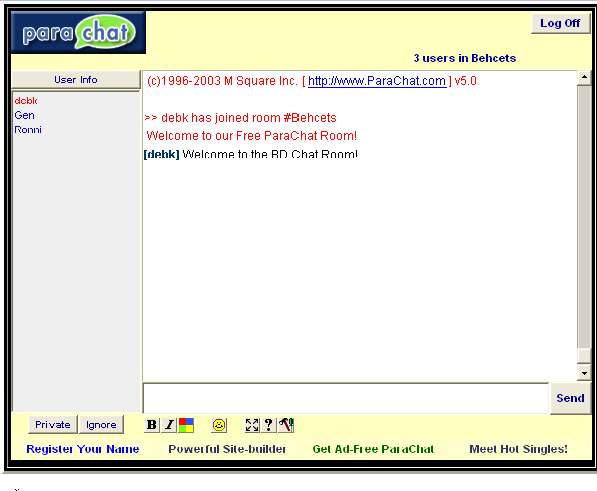 para chat
Log Off
3 users in Behcets
User Info
debk
Gen
Ronni
(c)1996-2003 M Square Inc. [ http://www.ParaChat.com ] v5.0
>> debk has joined room #Behcets
Welcome to our Free ParaChat Room!
[debk] Welcome to the BD Chat Room!
Send
Private Ignore B I ?
Register Your Name Powerful Site-builder Get Ad-Free ParaChat Meet Hot Singles!